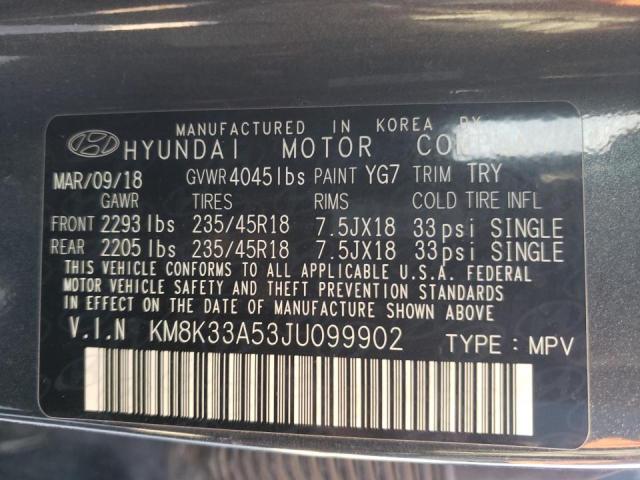 MANUFACTURED IN KOREA BY
HYUNDAI MOTOR
MAR/09/18 GVWR 4045 lbs PAINT YG7 TRIM TRY
GAWR TIRES RIMS COLD TIRE INFL
FRONT 2293 lbs 235/45R18 7.5JX18 33 psi SINGLE
REAR 2205 lbs 235/45R18 7.5JX18 33 psi SINGLE
THIS VEHICLE CONFORMS TO ALL APPLICABLE U.S.A. FEDERAL
MOTOR VEHICLE SAFETY AND THEFT PREVENTION STANDARDS
IN EFFECT ON THE DATE OF MANUFACTURE SHOWN ABOVE.
V.I.N KM8K33A53JU099902 TYPE : MPV